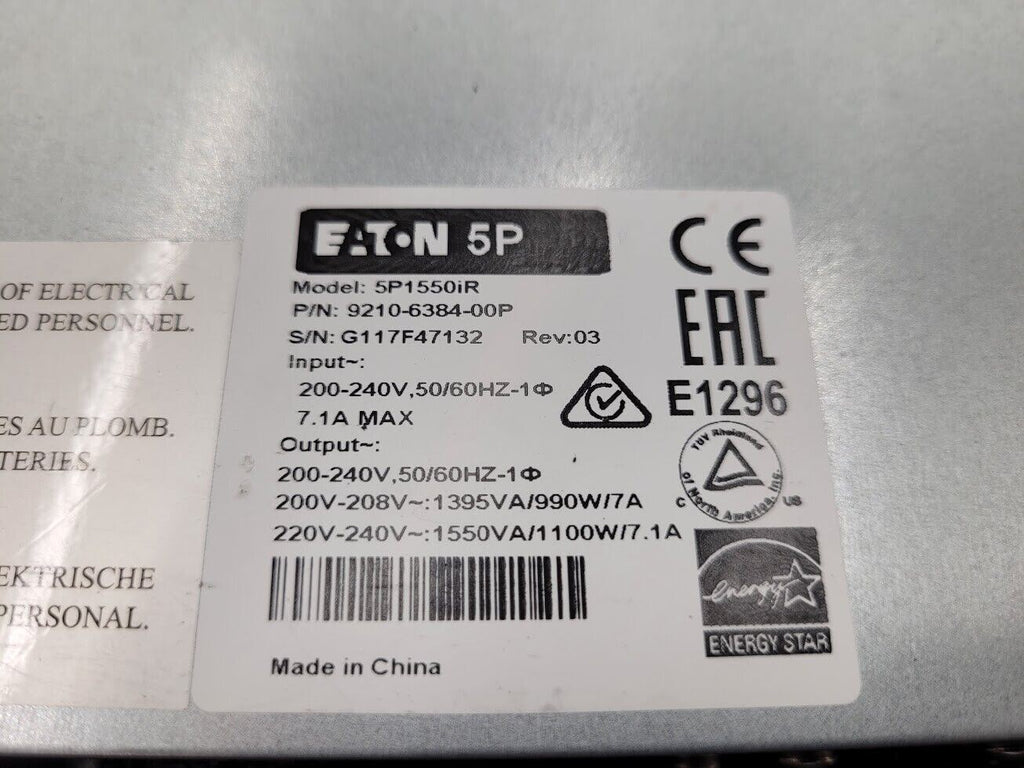 OF ELECTRICAL
ED PERSONNEL.
ES AU PLOMB.
TERIES.
EKTRISCHE
PERSONAL.
EATON 5P
Model: 5P1550iR
P/N: 9210-6384-00P
S/N: G117F47132 Rev:03
Input~:
200-240V,50/60HZ-1Φ
7.1A MAX
Output~:
200-240V,50/60HZ-1Φ
200V-208V~:1395VA/990W/7A
220V-240V~:1550VA/1100W/7.1A
Made in China
CE
EAC
E1296
TUV Rheinland
of North America, Inc.
C US
energy
ENERGY STAR